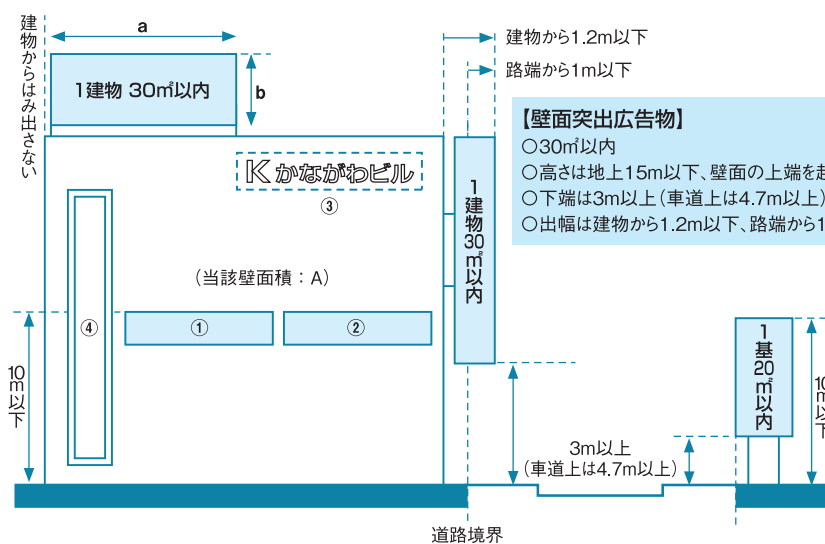 建物からはみ出さない
a
b
1建物 30㎡以内
建物から1.2m以下
路端から1m以下
【壁面突出広告物】
○30㎡以内
○高さは地上15m以下、壁面の上端を
○下端は3m以上(車道上は4.7m以上)
○出幅は建物から1.2m以下、路端から1
K かながわビル
③
1建物30㎡以内
(当該壁面積:A)
④
①
②
10m以下
1基20㎡以内
10m以下
3m以上
(車道上は4.7m以上)
道路境界